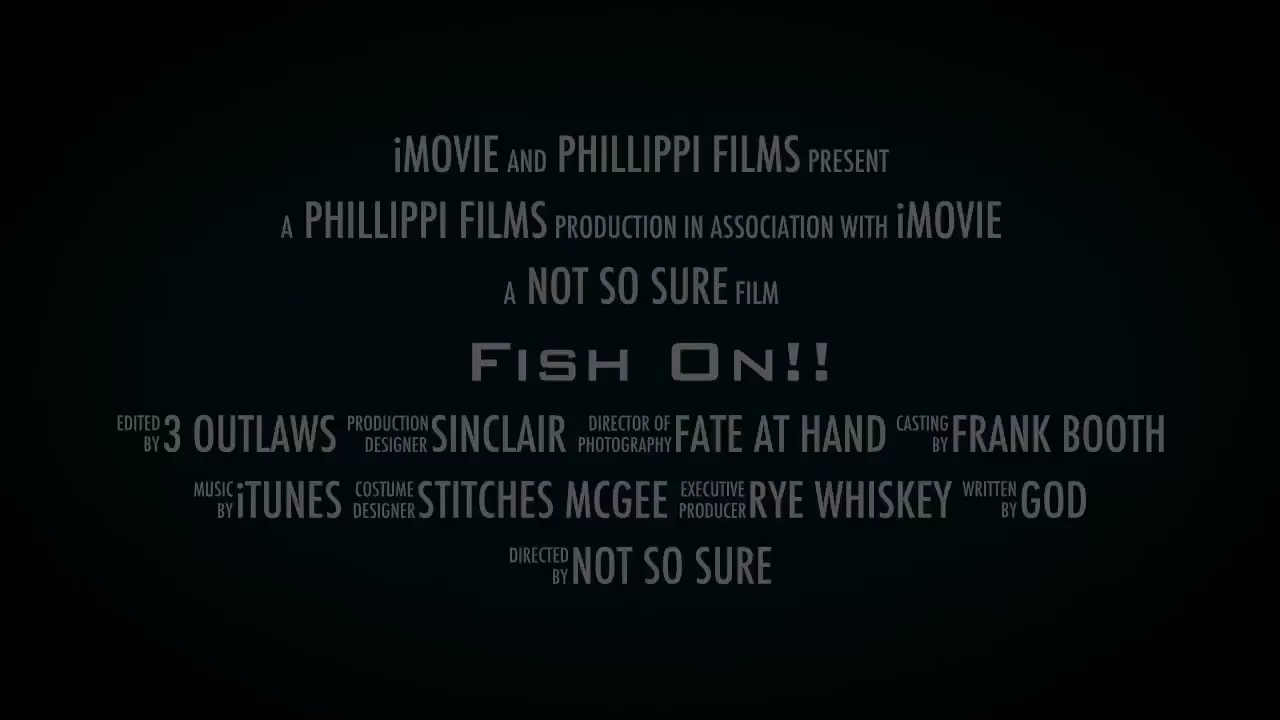 iMOVIE AND PHILLIPPI FILMS PRESENT
A PHILLIPPI FILMS PRODUCTION IN ASSOCIATION WITH iMOVIE
A NOT SO SURE FILM
FISH ON!!
EDITED BY 3 OUTLAWS PRODUCTION DESIGNER SINCLAIR DIRECTOR OF PHOTOGRAPHY FATE AT HAND CASTING BY FRANK BOOTH
MUSIC BY iTUNES COSTUME DESIGNER STITCHES MCGEE EXECUTIVE PRODUCER RYE WHISKEY WRITTEN BY GOD
DIRECTED BY NOT SO SURE